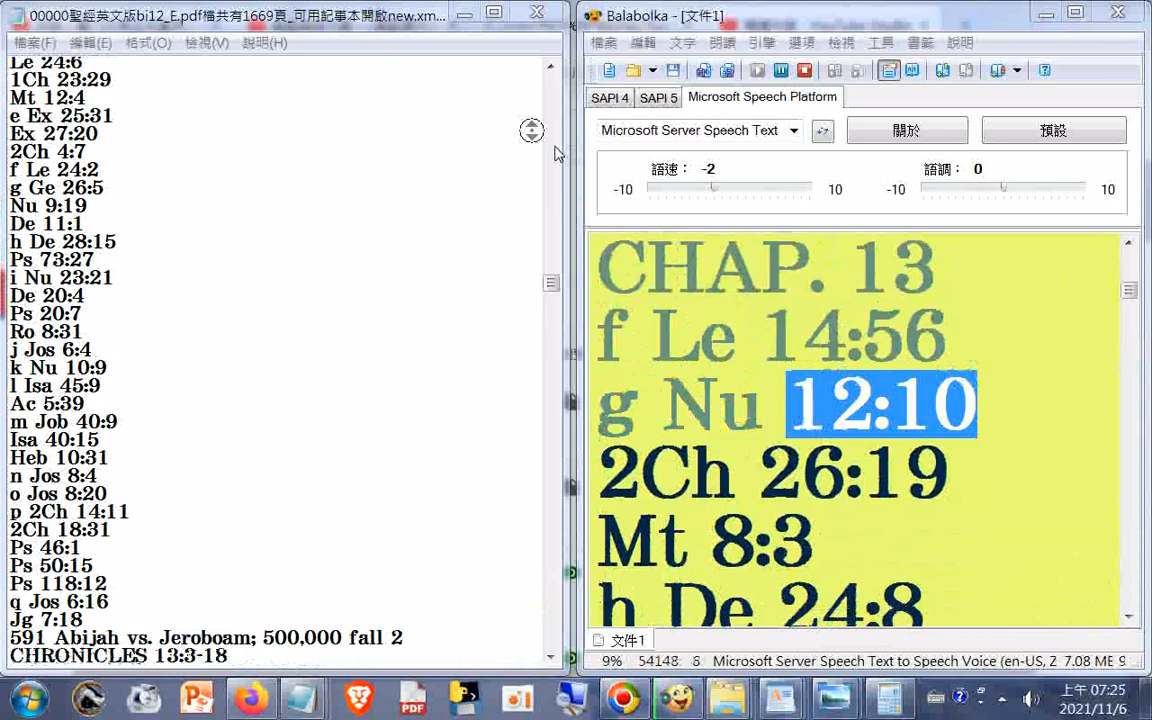 00000聖經英文版bi12_E.pdf檔共有1669頁_可用記事本開啟new.xm...
檔案(F) 編輯(E) 格式(O) 檢視(V) 說明(H)
Le 24:6
1Ch 23:29
Mt 12:4
e Ex 25:31
Ex 27:20
2Ch 4:7
f Le 24:2
g Ge 26:5
Nu 9:19
De 11:1
h De 28:15
Ps 73:27
i Nu 23:21
De 20:4
Ps 20:7
Ro 8:31
j Jos 6:4
k Nu 10:9
l Isa 45:9
Ac 5:39
m Job 40:9
Isa 40:15
Heb 10:31
n Jos 8:4
o Jos 8:20
p 2Ch 14:11
2Ch 18:31
Ps 46:1
Ps 50:15
Ps 118:12
q Jos 6:16
Jg 7:18
591 Abijah vs. Jeroboam; 500,000 fall 2
CHRONICLES 13:3-18
Balabolka - [文件1]
檔案 編輯 文字 朗讀 引擎 選項 檢視 工具 書籤 說明
SAPI 4 SAPI 5 Microsoft Speech Platform
Microsoft Server Speech Text 關於 預設
語速： -2 語調： 0
-10 10 -10 10
CHAP. 13
f Le 14:56
g Nu 12:10
2Ch 26:19
Mt 8:3
h De 24:8
文件1
9% 54148 8 Microsoft Server Speech Text to Speech Voice (en-US, Z 7.08 MB 9
PDF
上午 07:25
2021/11/6